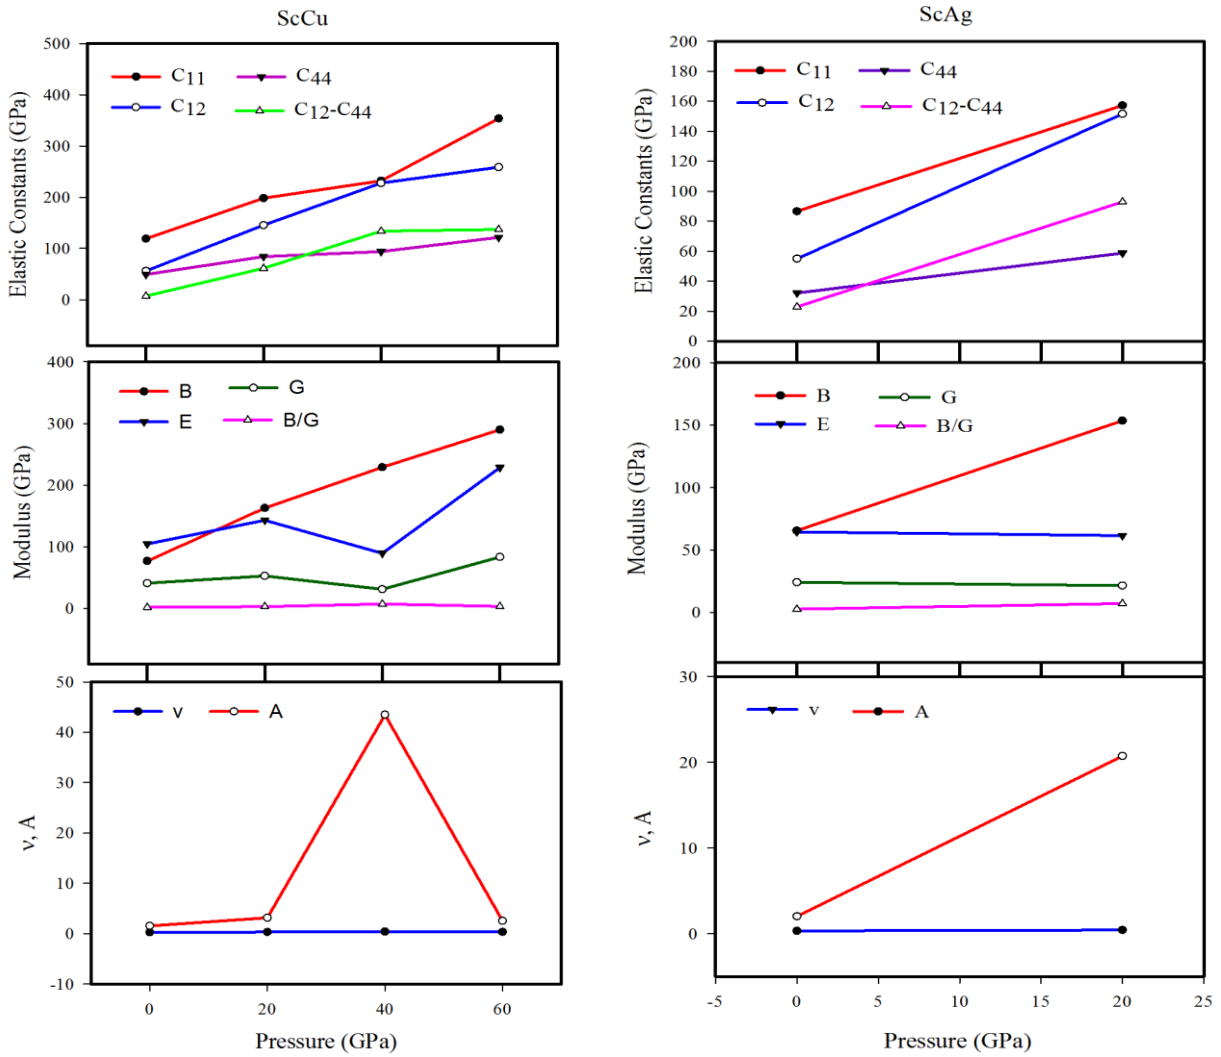 ScCu
Elastic Constants (GPa)
500
400
300
200
100
0
C11
C44
C12
C12-C44
Modulus (GPa)
400
300
200
100
0
B
G
E
B/G
ν, A
50
40
30
20
10
0
-10
v
A
0
20
40
60
Pressure (GPa)
ScAg
Elastic Constants (GPa)
200
180
160
140
120
100
80
60
40
20
0
C11
C44
C12
C12-C44
Modulus (GPa)
200
150
100
50
0
B
G
E
B/G
ν, A
30
20
10
0
v
A
-5
0
5
10
15
20
25
Pressure (GPa)